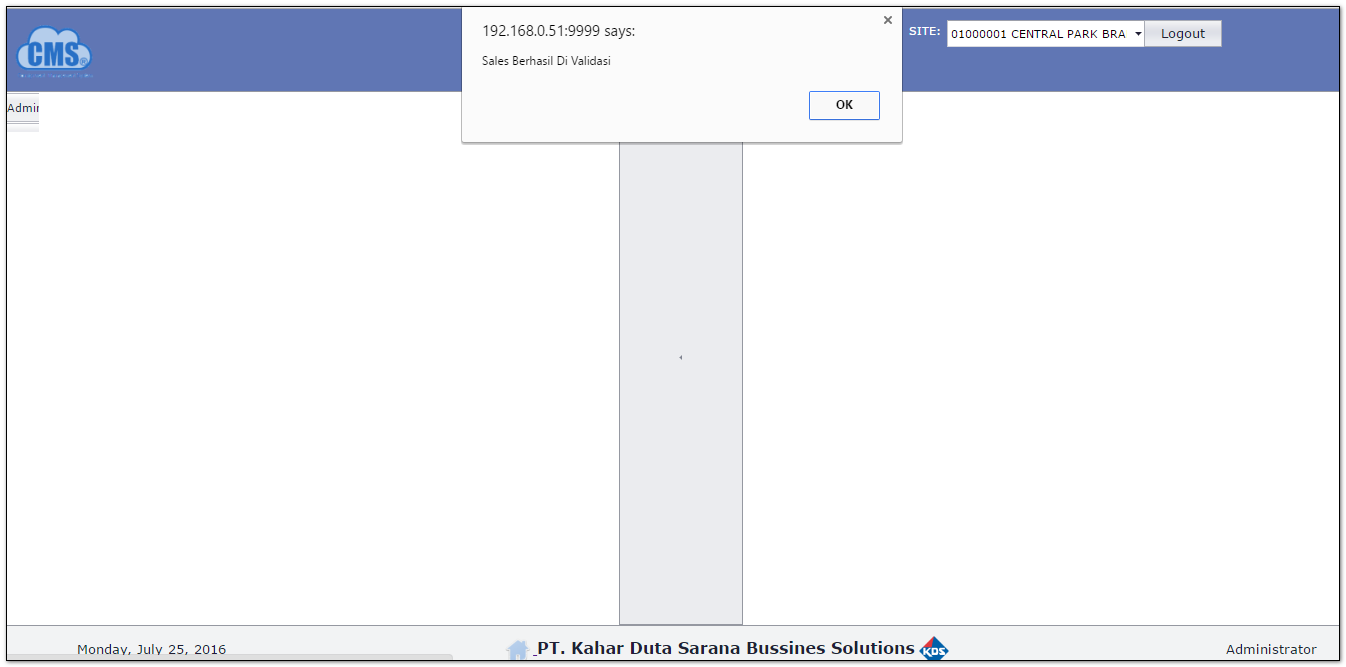 CMS®
192.168.0.51:9999 says:
Sales Berhasil Di Validasi
OK
SITE:
01000001 CENTRAL PARK BRA
Logout
Admin
Monday, July 25, 2016
PT. Kahar Duta Sarana Bussines Solutions
KDS
Administrator